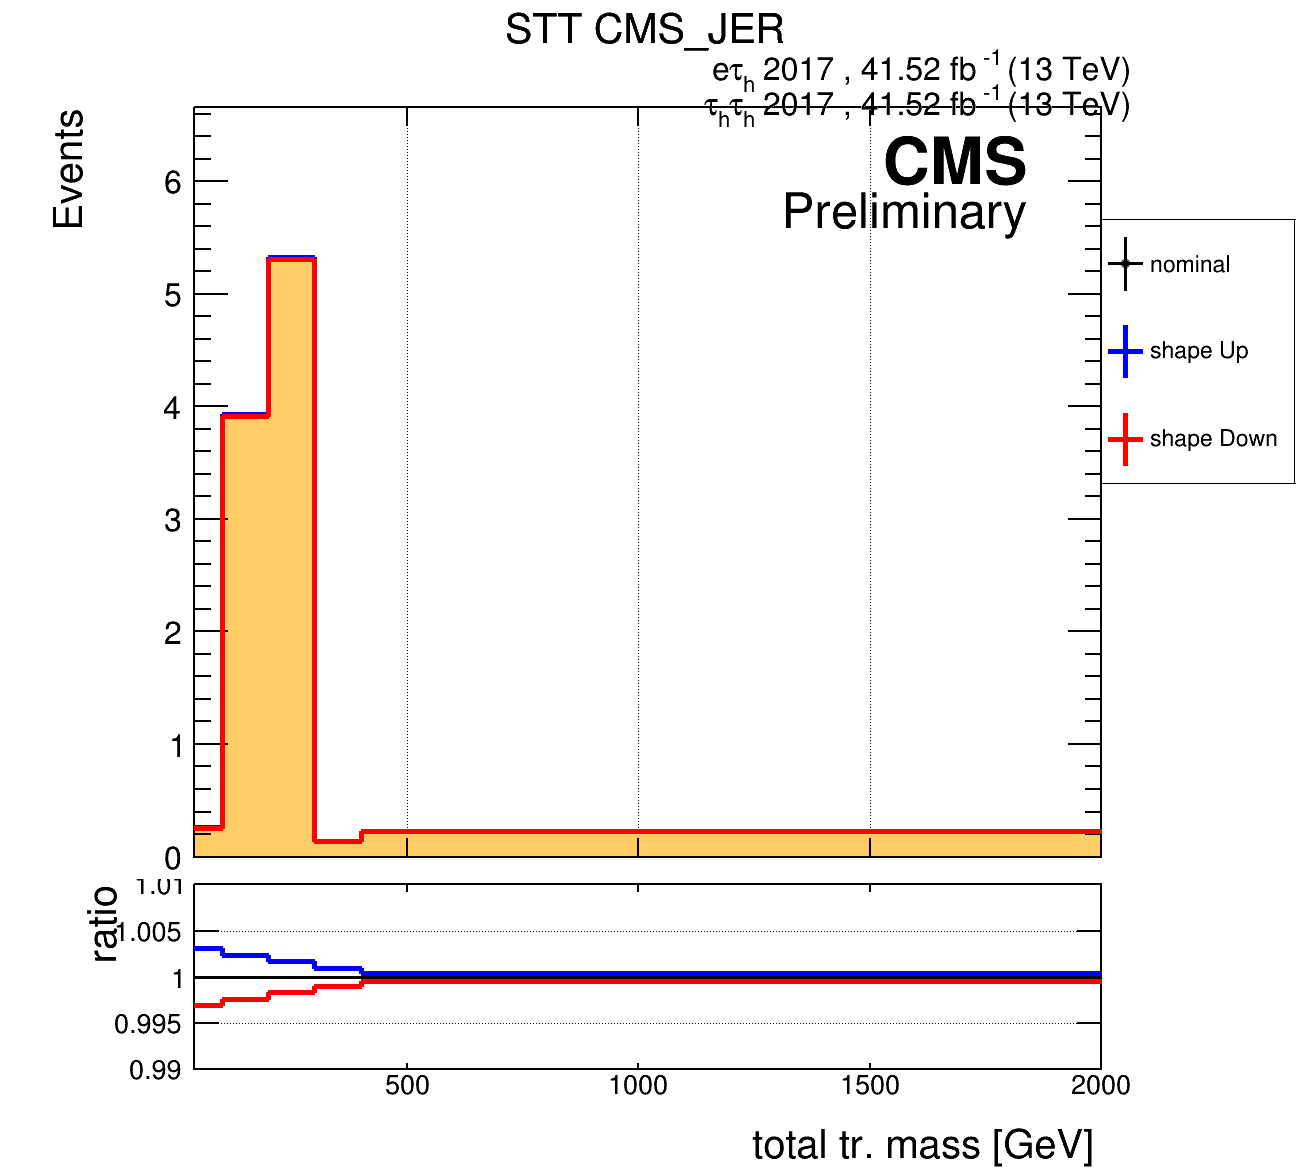 STT CMS_JER
eτh 2017 , 41.52 fb-1 (13 TeV)
τhτh 2017 , 41.52 fb-1 (13 TeV)
CMS
Preliminary
Events
6
5
4
3
2
1
0
nominal
shape Up
shape Down
ratio
1.01
1.005
1
0.995
0.99
500 1000 1500 2000
total tr. mass [GeV]